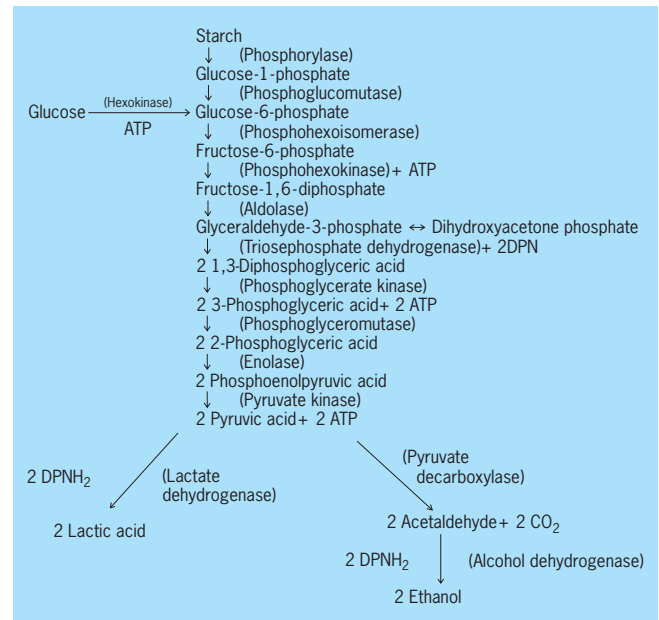 Starch
↓ (Phosphorylase)
Glucose-1-phosphate
↓ (Phosphoglucomutase)
Glucose (Hexokinase) ATP → Glucose-6-phosphate
↓ (Phosphohexoisomerase)
Fructose-6-phosphate
↓ (Phosphohexokinase)+ ATP
Fructose-1,6-diphosphate
↓ (Aldolase)
Glyceraldehyde-3-phosphate ↔ Dihydroxyacetone phosphate
↓ (Triosephosphate dehydrogenase)+ 2DPN
2 1,3-Diphosphoglyceric acid
↓ (Phosphoglycerate kinase)
2 3-Phosphoglyceric acid+ 2 ATP
↓ (Phosphoglyceromutase)
2 2-Phosphoglyceric acid
↓ (Enolase)
2 Phosphoenolpyruvic acid
↓ (Pyruvate kinase)
2 Pyruvic acid+ 2 ATP
2 DPNH₂
(Lactate
dehydrogenase)
2 Lactic acid
(Pyruvate
decarboxylase)
2 Acetaldehyde+ 2 CO₂
2 DPNH₂ ↓ (Alcohol dehydrogenase)
2 Ethanol